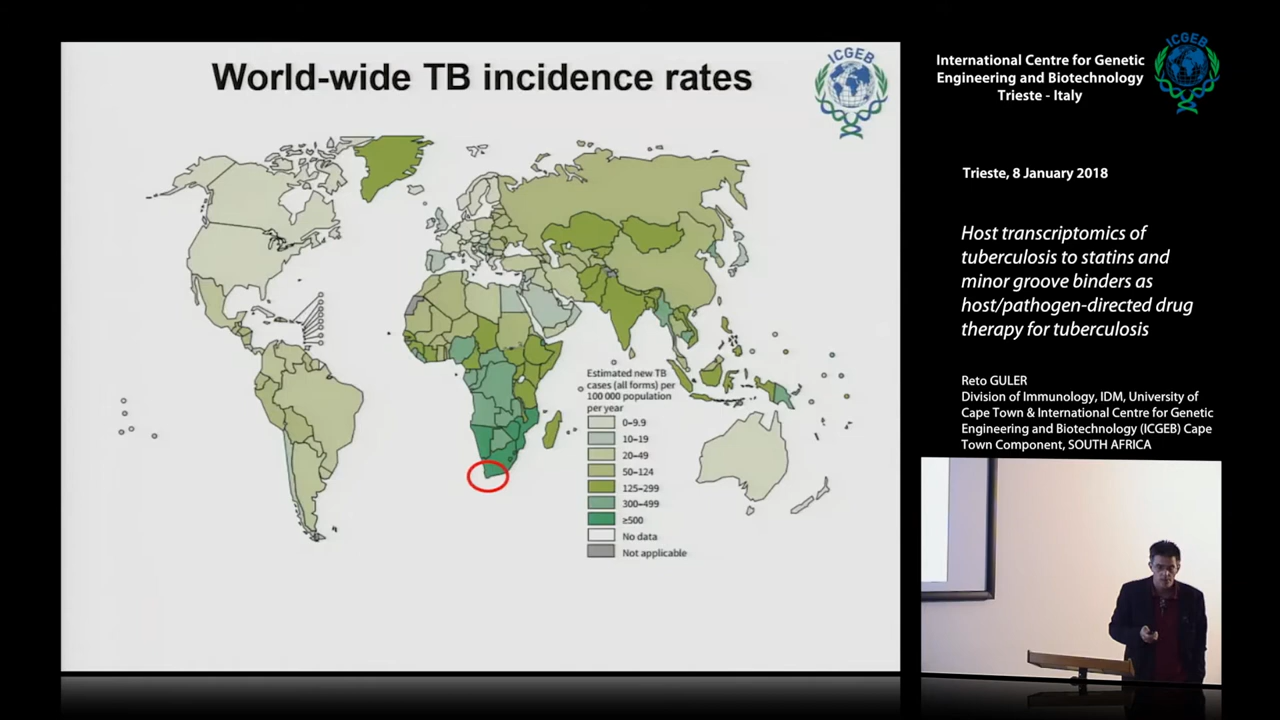 World-wide TB incidence rates
ICGEB
Estimated new TB
cases (all forms) per
100 000 population
per year
0–9.9
10–19
20–49
50–124
125–299
300–499
≥500
No data
Not applicable
International Centre for Genetic
Engineering and Biotechnology
Trieste - Italy
ICGEB
Trieste, 8 January 2018
Host transcriptomics of
tuberculosis to statins and
minor groove binders as
host/pathogen-directed drug
therapy for tuberculosis
Reto GULER
Division of Immunology, IDM, University of
Cape Town & International Centre for Genetic
Engineering and Biotechnology (ICGEB) Cape
Town Component, SOUTH AFRICA